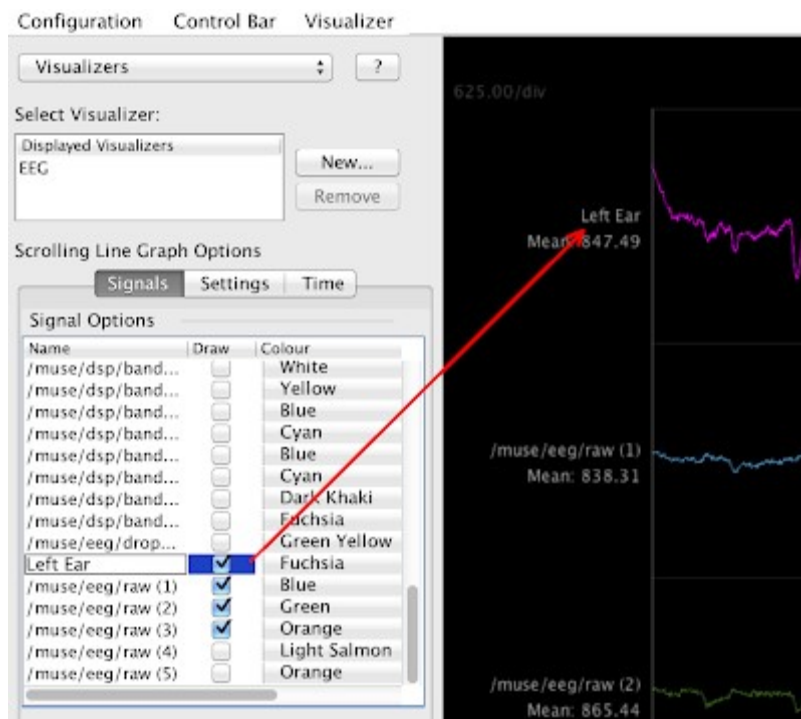 Configuration Control Bar Visualizer
Visualizers ?
Select Visualizer:
Displayed Visualizers
EEG
New...
Remove
Scrolling Line Graph Options
Signals Settings Time
Signal Options
Name Draw Colour
/muse/dsp/band... White
/muse/dsp/band... Yellow
/muse/dsp/band... Blue
/muse/dsp/band... Cyan
/muse/dsp/band... Blue
/muse/dsp/band... Cyan
/muse/dsp/band... Dark Khaki
/muse/dsp/band... Fuchsia
/muse/eeg/drop... Green Yellow
Left Ear Fuchsia
/muse/eeg/raw (1) Blue
/muse/eeg/raw (2) Green
/muse/eeg/raw (3) Orange
/muse/eeg/raw (4) Light Salmon
/muse/eeg/raw (5) Orange
625.00/div
Left Ear
Mean: 847.49
/muse/eeg/raw (1)
Mean: 838.31
/muse/eeg/raw (2)
Mean: 865.44